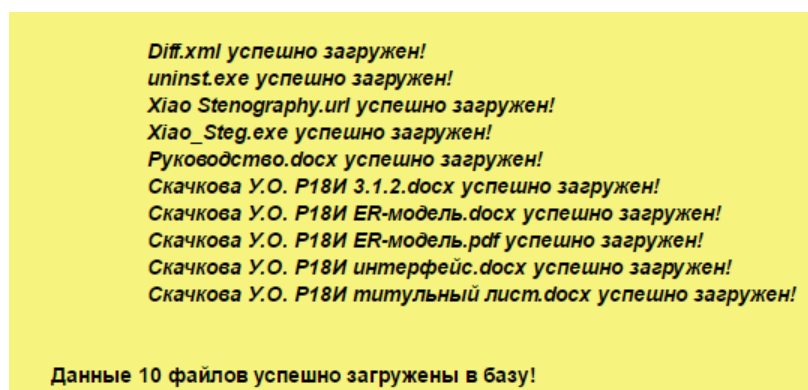 Diff.xml успешно загружен!
uninst.exe успешно загружен!
Xiao Stenography.url успешно загружен!
Xiao_Steg.exe успешно загружен!
Руководство.docx успешно загружен!
Скачкова У.О. Р18И 3.1.2.docx успешно загружен!
Скачкова У.О. Р18И ER-модель.docx успешно загружен!
Скачкова У.О. Р18И ER-модель.pdf успешно загружен!
Скачкова У.О. Р18И интерфейс.docx успешно загружен!
Скачкова У.О. Р18И титульный лист.docx успешно загружен!
Данные 10 файлов успешно загружены в базу!